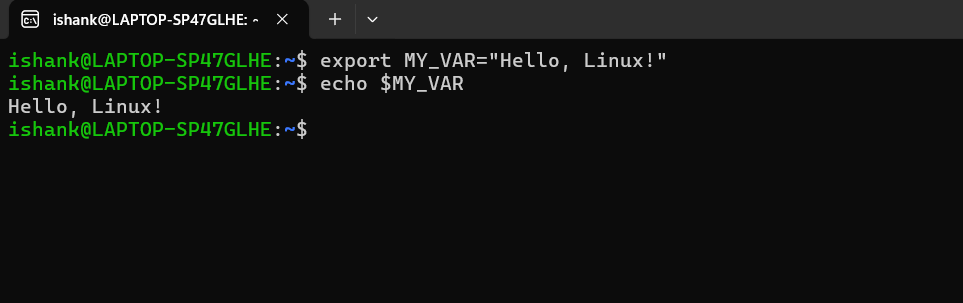 ishank@LAPTOP-SP47GLHE: ~
ishank@LAPTOP-SP47GLHE:~$ export MY_VAR="Hello, Linux!"
ishank@LAPTOP-SP47GLHE:~$ echo $MY_VAR
Hello, Linux!
ishank@LAPTOP-SP47GLHE:~$